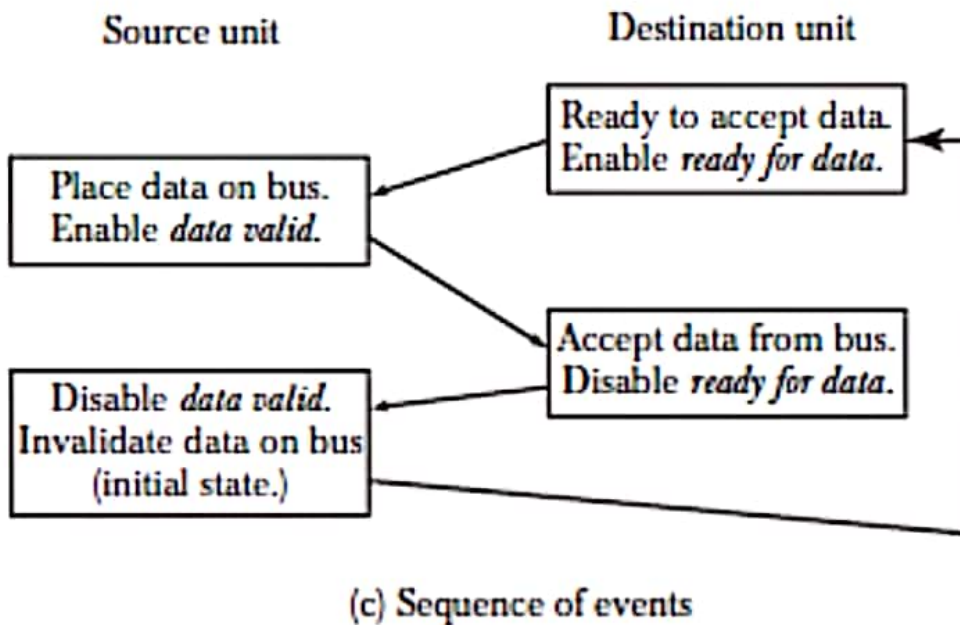 Source unit
Destination unit
Ready to accept data.
Enable ready for data.
Place data on bus.
Enable data valid.
Accept data from bus.
Disable ready for data.
Disable data valid.
Invalidate data on bus
(initial state.)
(c) Sequence of events